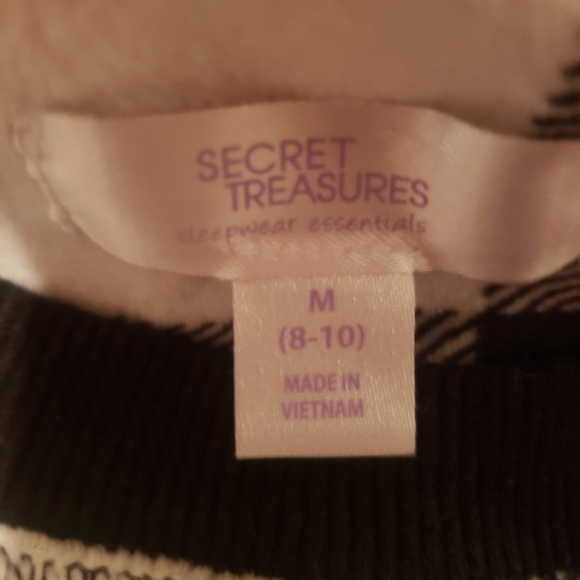 SECRET
TREASURES
sleepwear essentials
M
(8-10)
MADE IN
VIETNAM